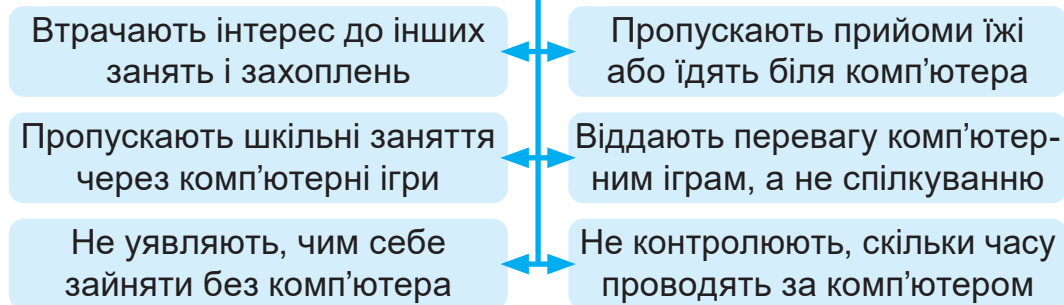 Втрачають інтерес до інших
занять і захоплень
Пропускають прийоми їжі
або їдять біля комп’ютера
Пропускають шкільні заняття
через комп’ютерні ігри
Віддають перевагу комп’ютер-
ним іграм, а не спілкуванню
Не уявляють, чим себе
зайняти без комп’ютера
Не контролюють, скільки часу
проводять за комп’ютером